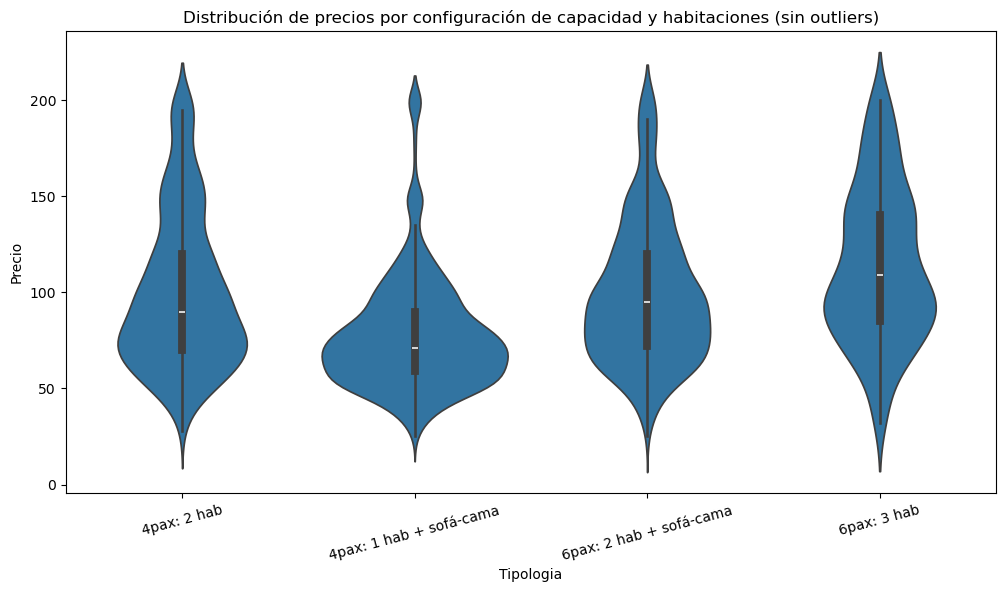 Distribución de precios por configuración de capacidad y habitaciones (sin outliers)
Precio
200
150
100
50
0
4pax: 2 hab
4pax: 1 hab + sofá-cama
6pax: 2 hab + sofá-cama
6pax: 3 hab
Tipologia